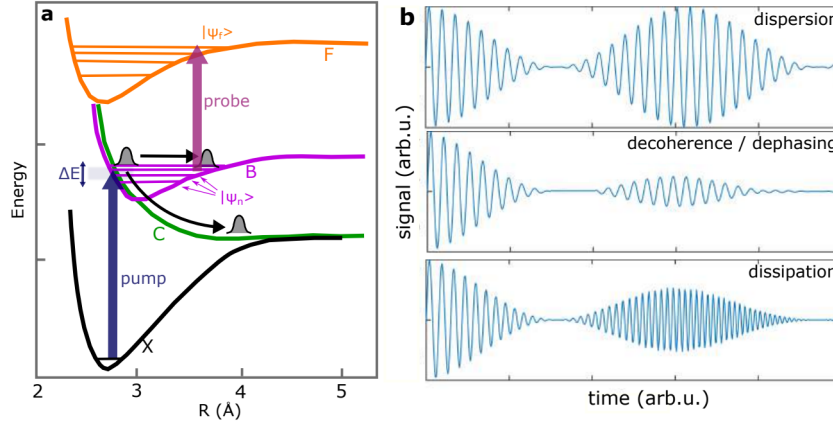 a
|ψf>
F
probe
ΔE
B
|ψn>
C
pump
X
Energy
2
3
4
5
R (Å)
b
dispersion
decoherence / dephasing
dissipation
signal (arb.u.)
time (arb.u.)